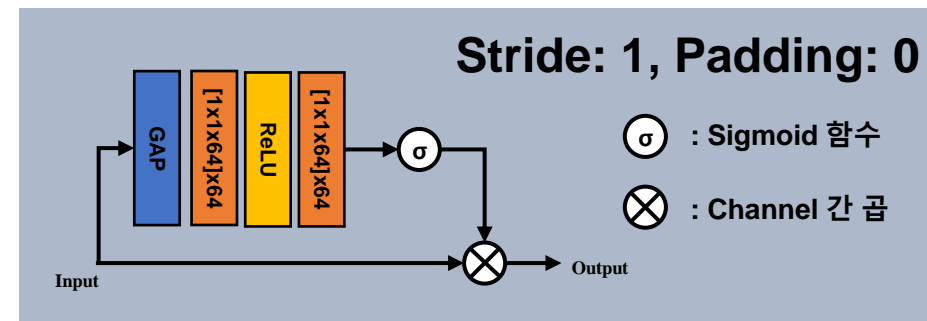 Stride: 1, Padding: 0
GAP
[1x1x64]x64
ReLU
[1x1x64]x64
σ
σ : Sigmoid 함수
: Channel 간 곱
Input
Output